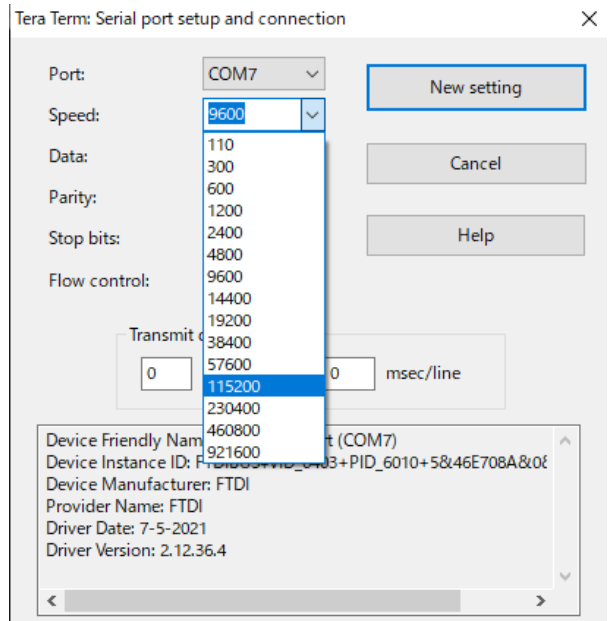 Tera Term: Serial port setup and connection
Port:
COM7
New setting
Speed:
9600
110
Data:
300
Cancel
600
Parity:
1200
2400
Stop bits:
Help
4800
Flow control:
9600
14400
19200
Transmit
38400
57600
0
0
msec/line
115200
230400
460800
921600
Device Friendly (COM7)
Device Instance ID:
Device Manufacturer: FTDI
Provider Name: FTDI
Driver Date: 7-5-2021
Driver Version: 2.12.36.4